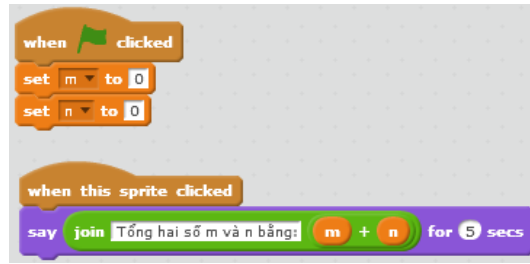 when clicked
set m to 0
set n to 0
when this sprite clicked
say join Tổng hai số m và n bằng: m + n for 5 secs